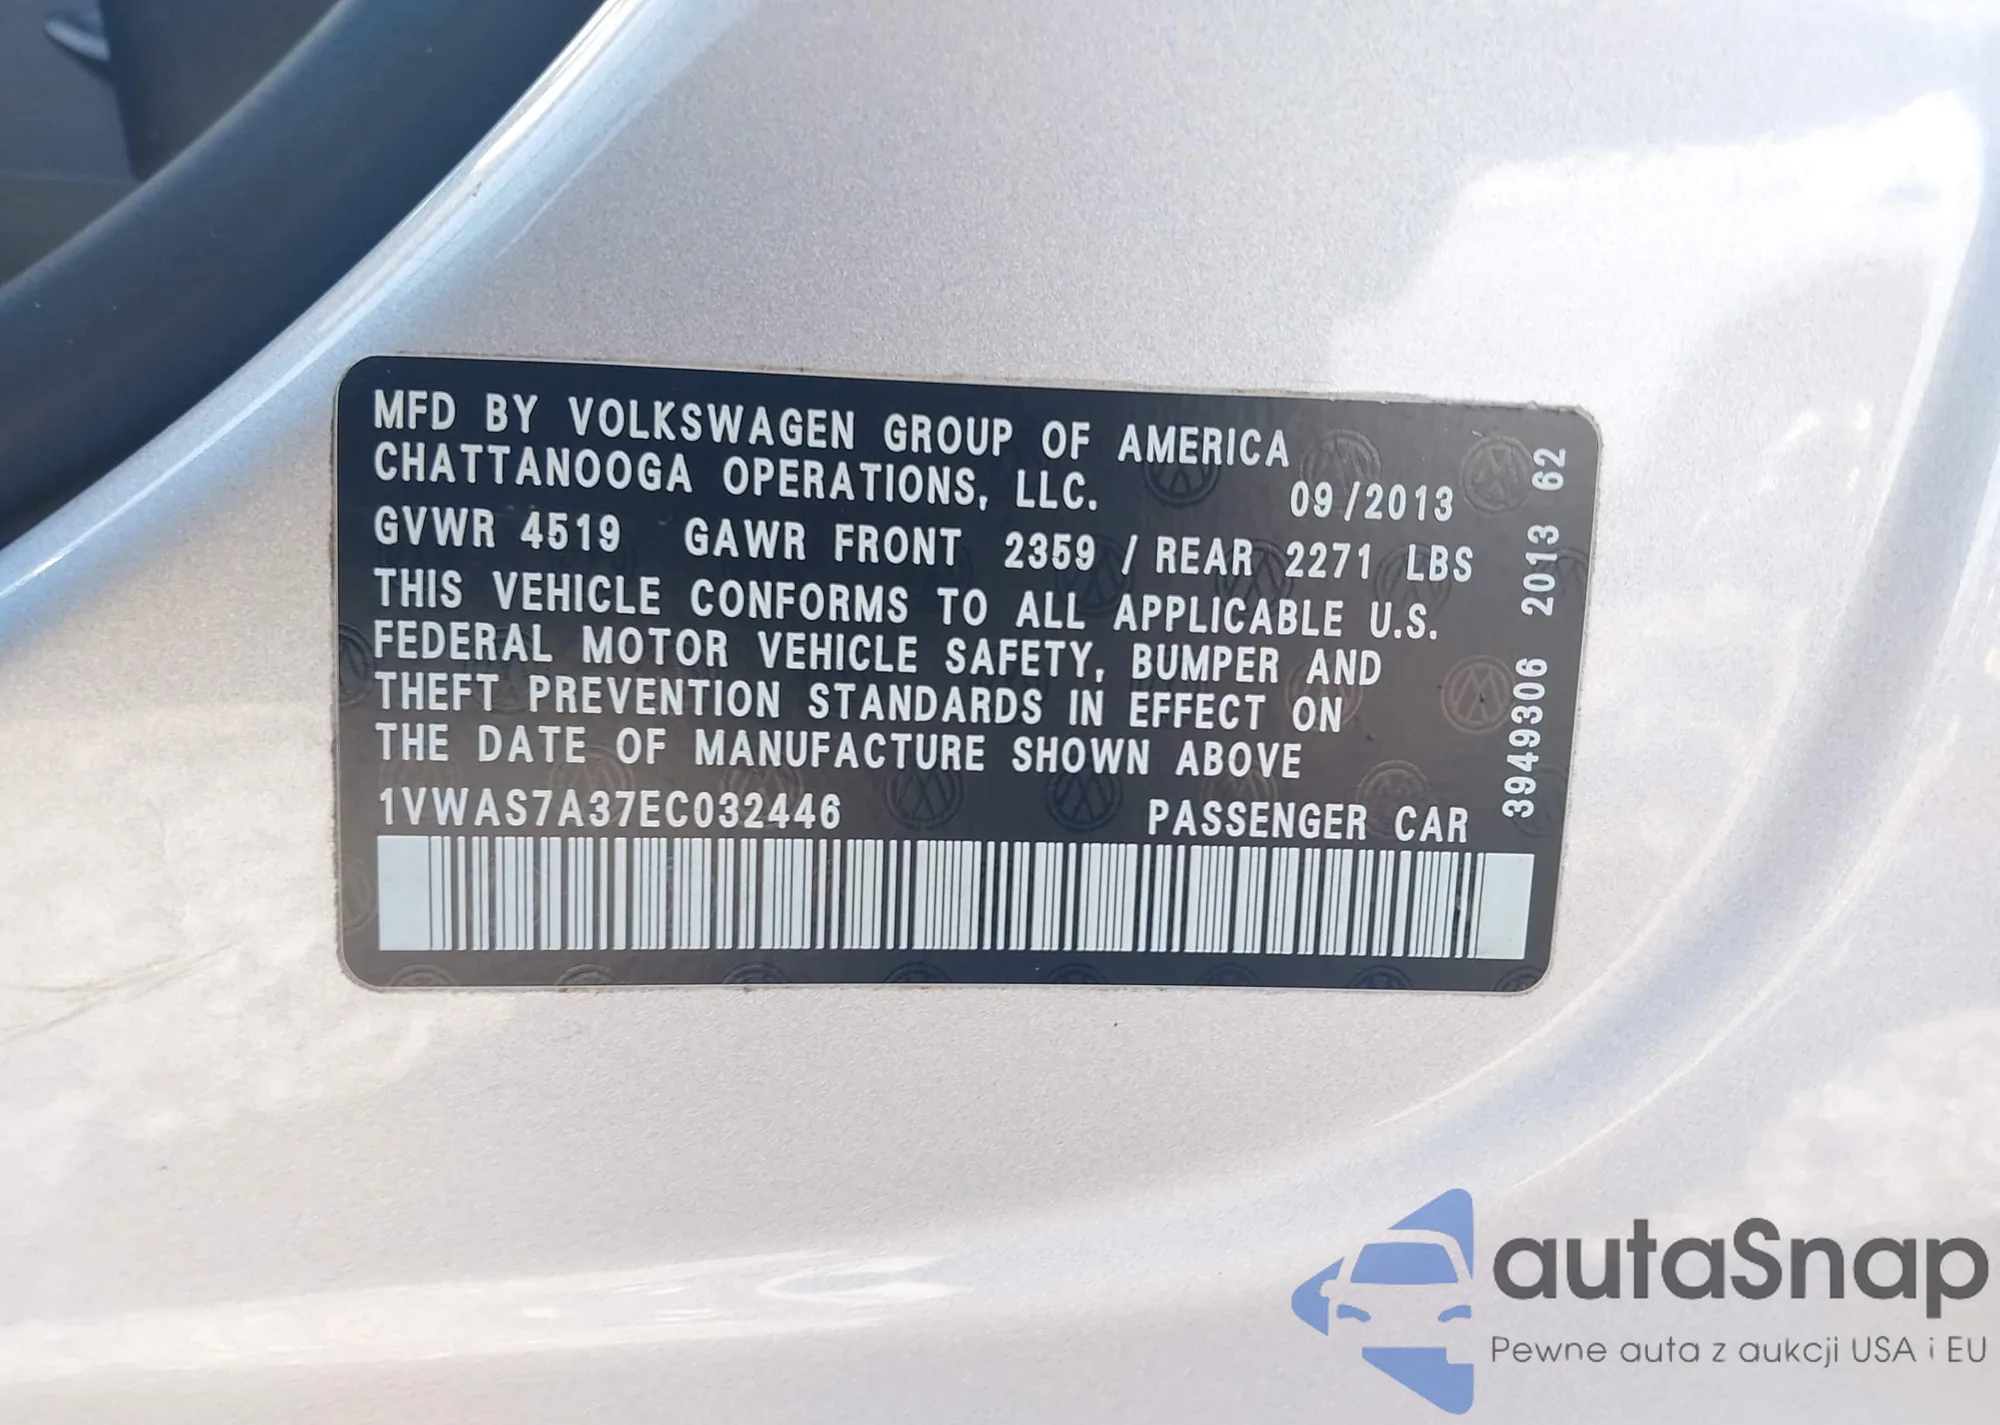 MFD BY VOLKSWAGEN GROUP OF AMERICA
CHATTANOOGA OPERATIONS, LLC. 09/2013
GVWR 4519 GAWR FRONT 2359 / REAR 2271 LBS
THIS VEHICLE CONFORMS TO ALL APPLICABLE U.S.
FEDERAL MOTOR VEHICLE SAFETY, BUMPER AND
THEFT PREVENTION STANDARDS IN EFFECT ON
THE DATE OF MANUFACTURE SHOWN ABOVE
1VWAS7A37EC032446 PASSENGER CAR
3949306 2013 62
autaSnap
Pewne auta z aukcji USA i EU